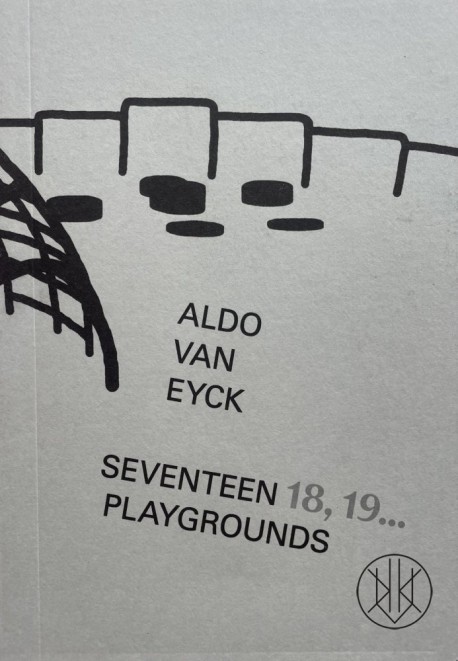 ALDO
VAN
EYCK
SEVENTEEN 18, 19...
PLAYGROUNDS